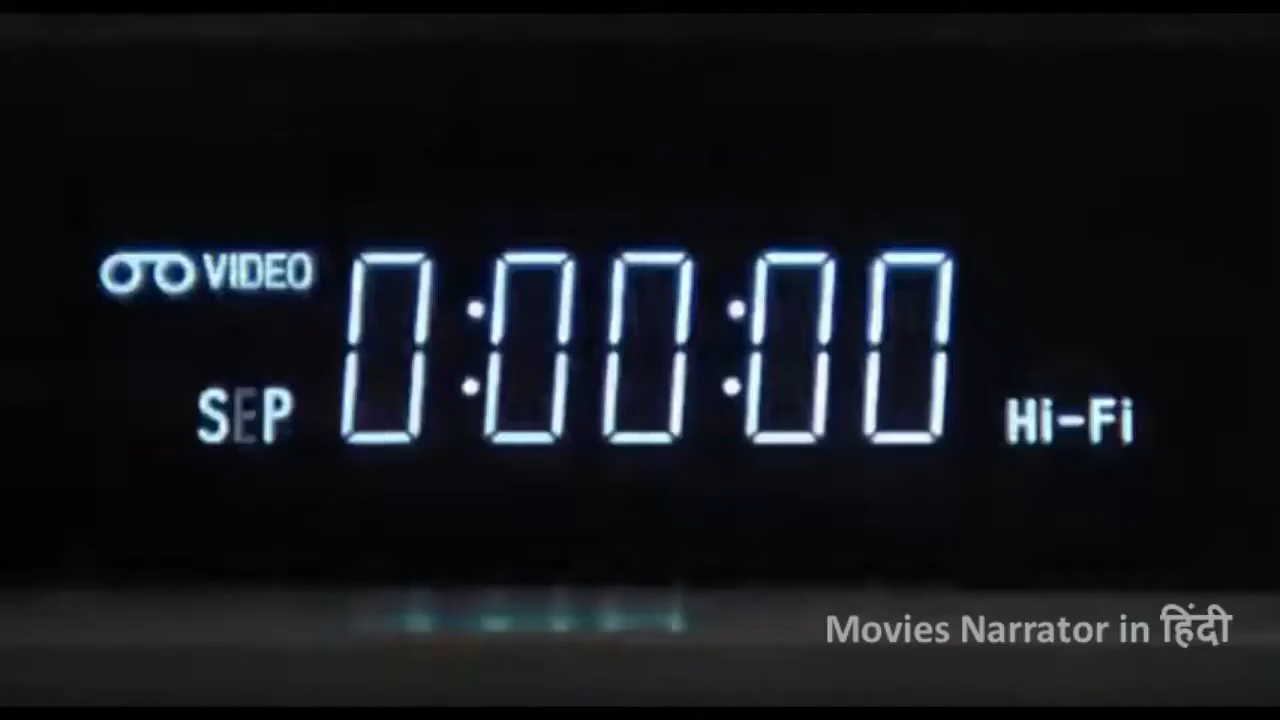 VIDEO 0:00:00
SEP
Hi-Fi
Movies Narrator in हिंदी